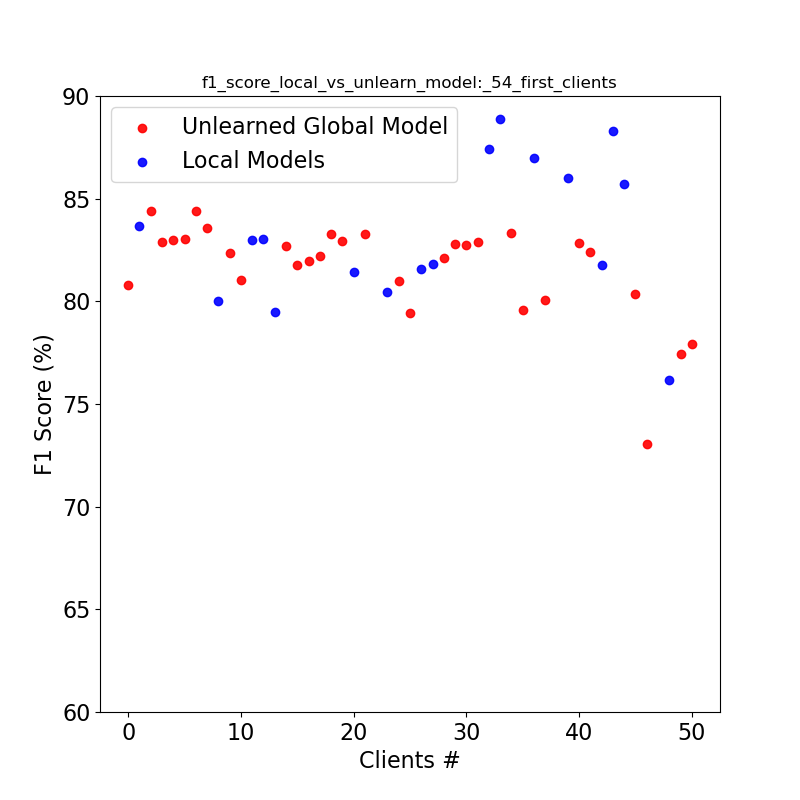 f1_score_local_vs_unlearn_model:_54_first_clients
Unlearned Global Model
Local Models
90
85
80
75
70
65
60
F1 Score (%)
0 10 20 30 40 50
Clients #